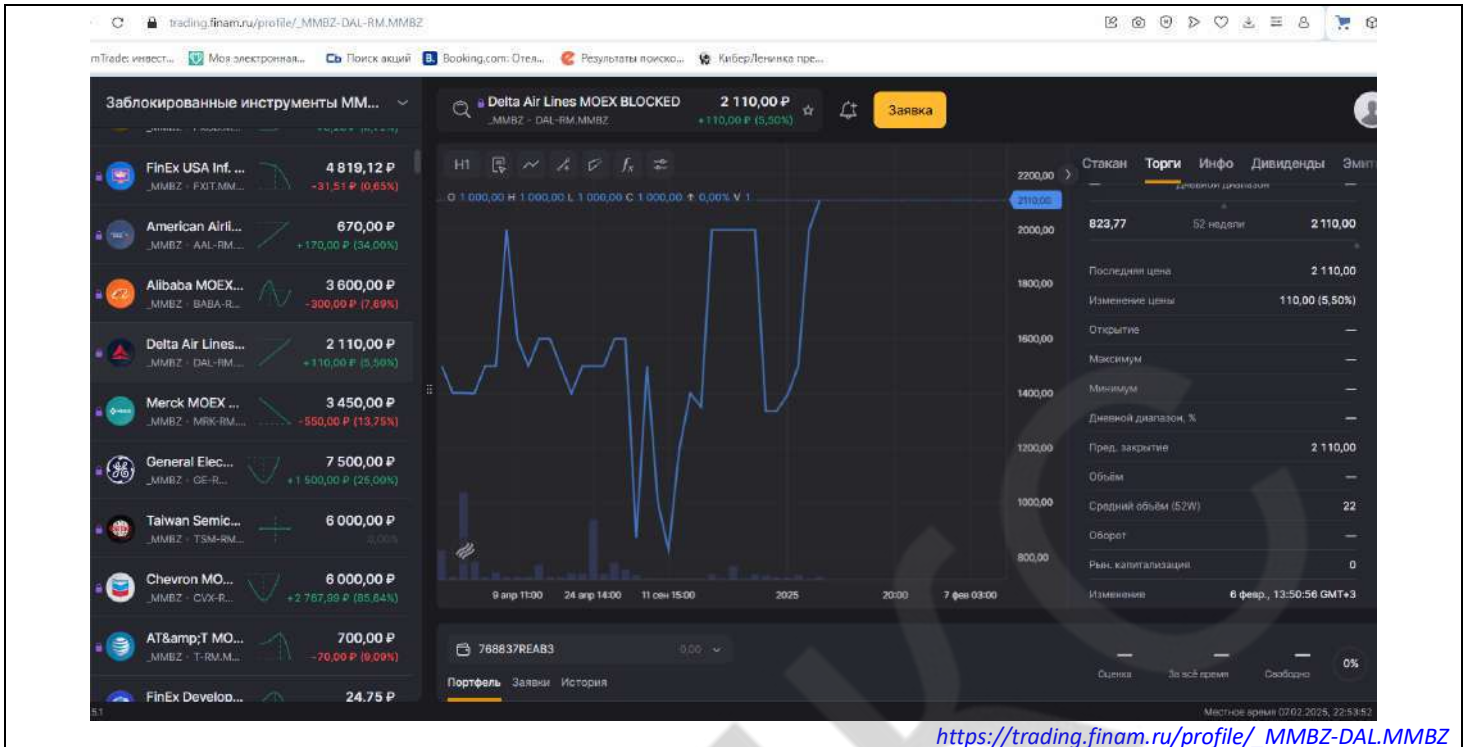 trading.finam.ru/profile/_MMBZ-DAL-RM.MMBZ
mTrade: инвест...
Моя электронная...
Поиск акций
Booking.com: Отел...
Результаты поиско...
КиберЛенинка пре...
Заблокированные инструменты ММ...
FinEx USA Inf. ...
4 819,12 ₽
_MMBZ · FXIT.MM...
-31,51 ₽ (0,65%)
American Airli...
670,00 ₽
_MMBZ · AAL-RM....
+170,00 ₽ (34,00%)
Alibaba MOEX...
3 600,00 ₽
_MMBZ · BABA-R...
-300,00 ₽ (7,69%)
Delta Air Lines...
2 110,00 ₽
_MMBZ · DAL-RM....
+110,00 ₽ (5,50%)
Merck MOEX ...
3 450,00 ₽
_MMBZ · MRK-RM....
-550,00 ₽ (13,75%)
General Elec...
7 500,00 ₽
_MMBZ · GE-R...
+1 500,00 ₽ (25,00%)
Taiwan Semic...
6 000,00 ₽
_MMBZ · TSM-RM...
0,00%
Chevron MO...
6 000,00 ₽
_MMBZ · CVX-R...
+2 767,99 ₽ (85,64%)
AT&amp;T MO...
700,00 ₽
_MMBZ · T-RM.M...
-70,00 ₽ (9,09%)
FinEx Develop...
24,75 ₽
5.1
Delta Air Lines MOEX BLOCKED
2 110,00 ₽
_MMBZ · DAL-RM.MMBZ
+110,00 ₽ (5,50%)
Заявка
H1
O 1 000,00 H 1 000,00 L 1 000,00 C 1 000,00 ↑ 0,00% V 1
2200,00
2110,00
2000,00
1800,00
1600,00
1400,00
1200,00
1000,00
800,00
9 апр 11:00
24 апр 14:00
11 сен 15:00
2025
20:00
7 фев 03:00
Стакан
Торги
Инфо
Дивиденды
Эмит
— Дневной диапазон —
823,77
52 недели
2 110,00
Последняя цена
2 110,00
Изменение цены
110,00 (5,50%)
Открытие
—
Максимум
—
Минимум
—
Дневной диапазон, %
—
Пред. закрытие
2 110,00
Объём
—
Средний объём (52W)
22
Оборот
—
Рын. капитализация
0
Изменение
6 февр., 13:50:56 GMT+3
768837REAB3
0,00
Портфель
Заявки
История
Оценка
За всё время
Свободно
0%
Местное время 07.02.2025, 22:53:52
https://trading.finam.ru/profile/_MMBZ-DAL.MMBZ